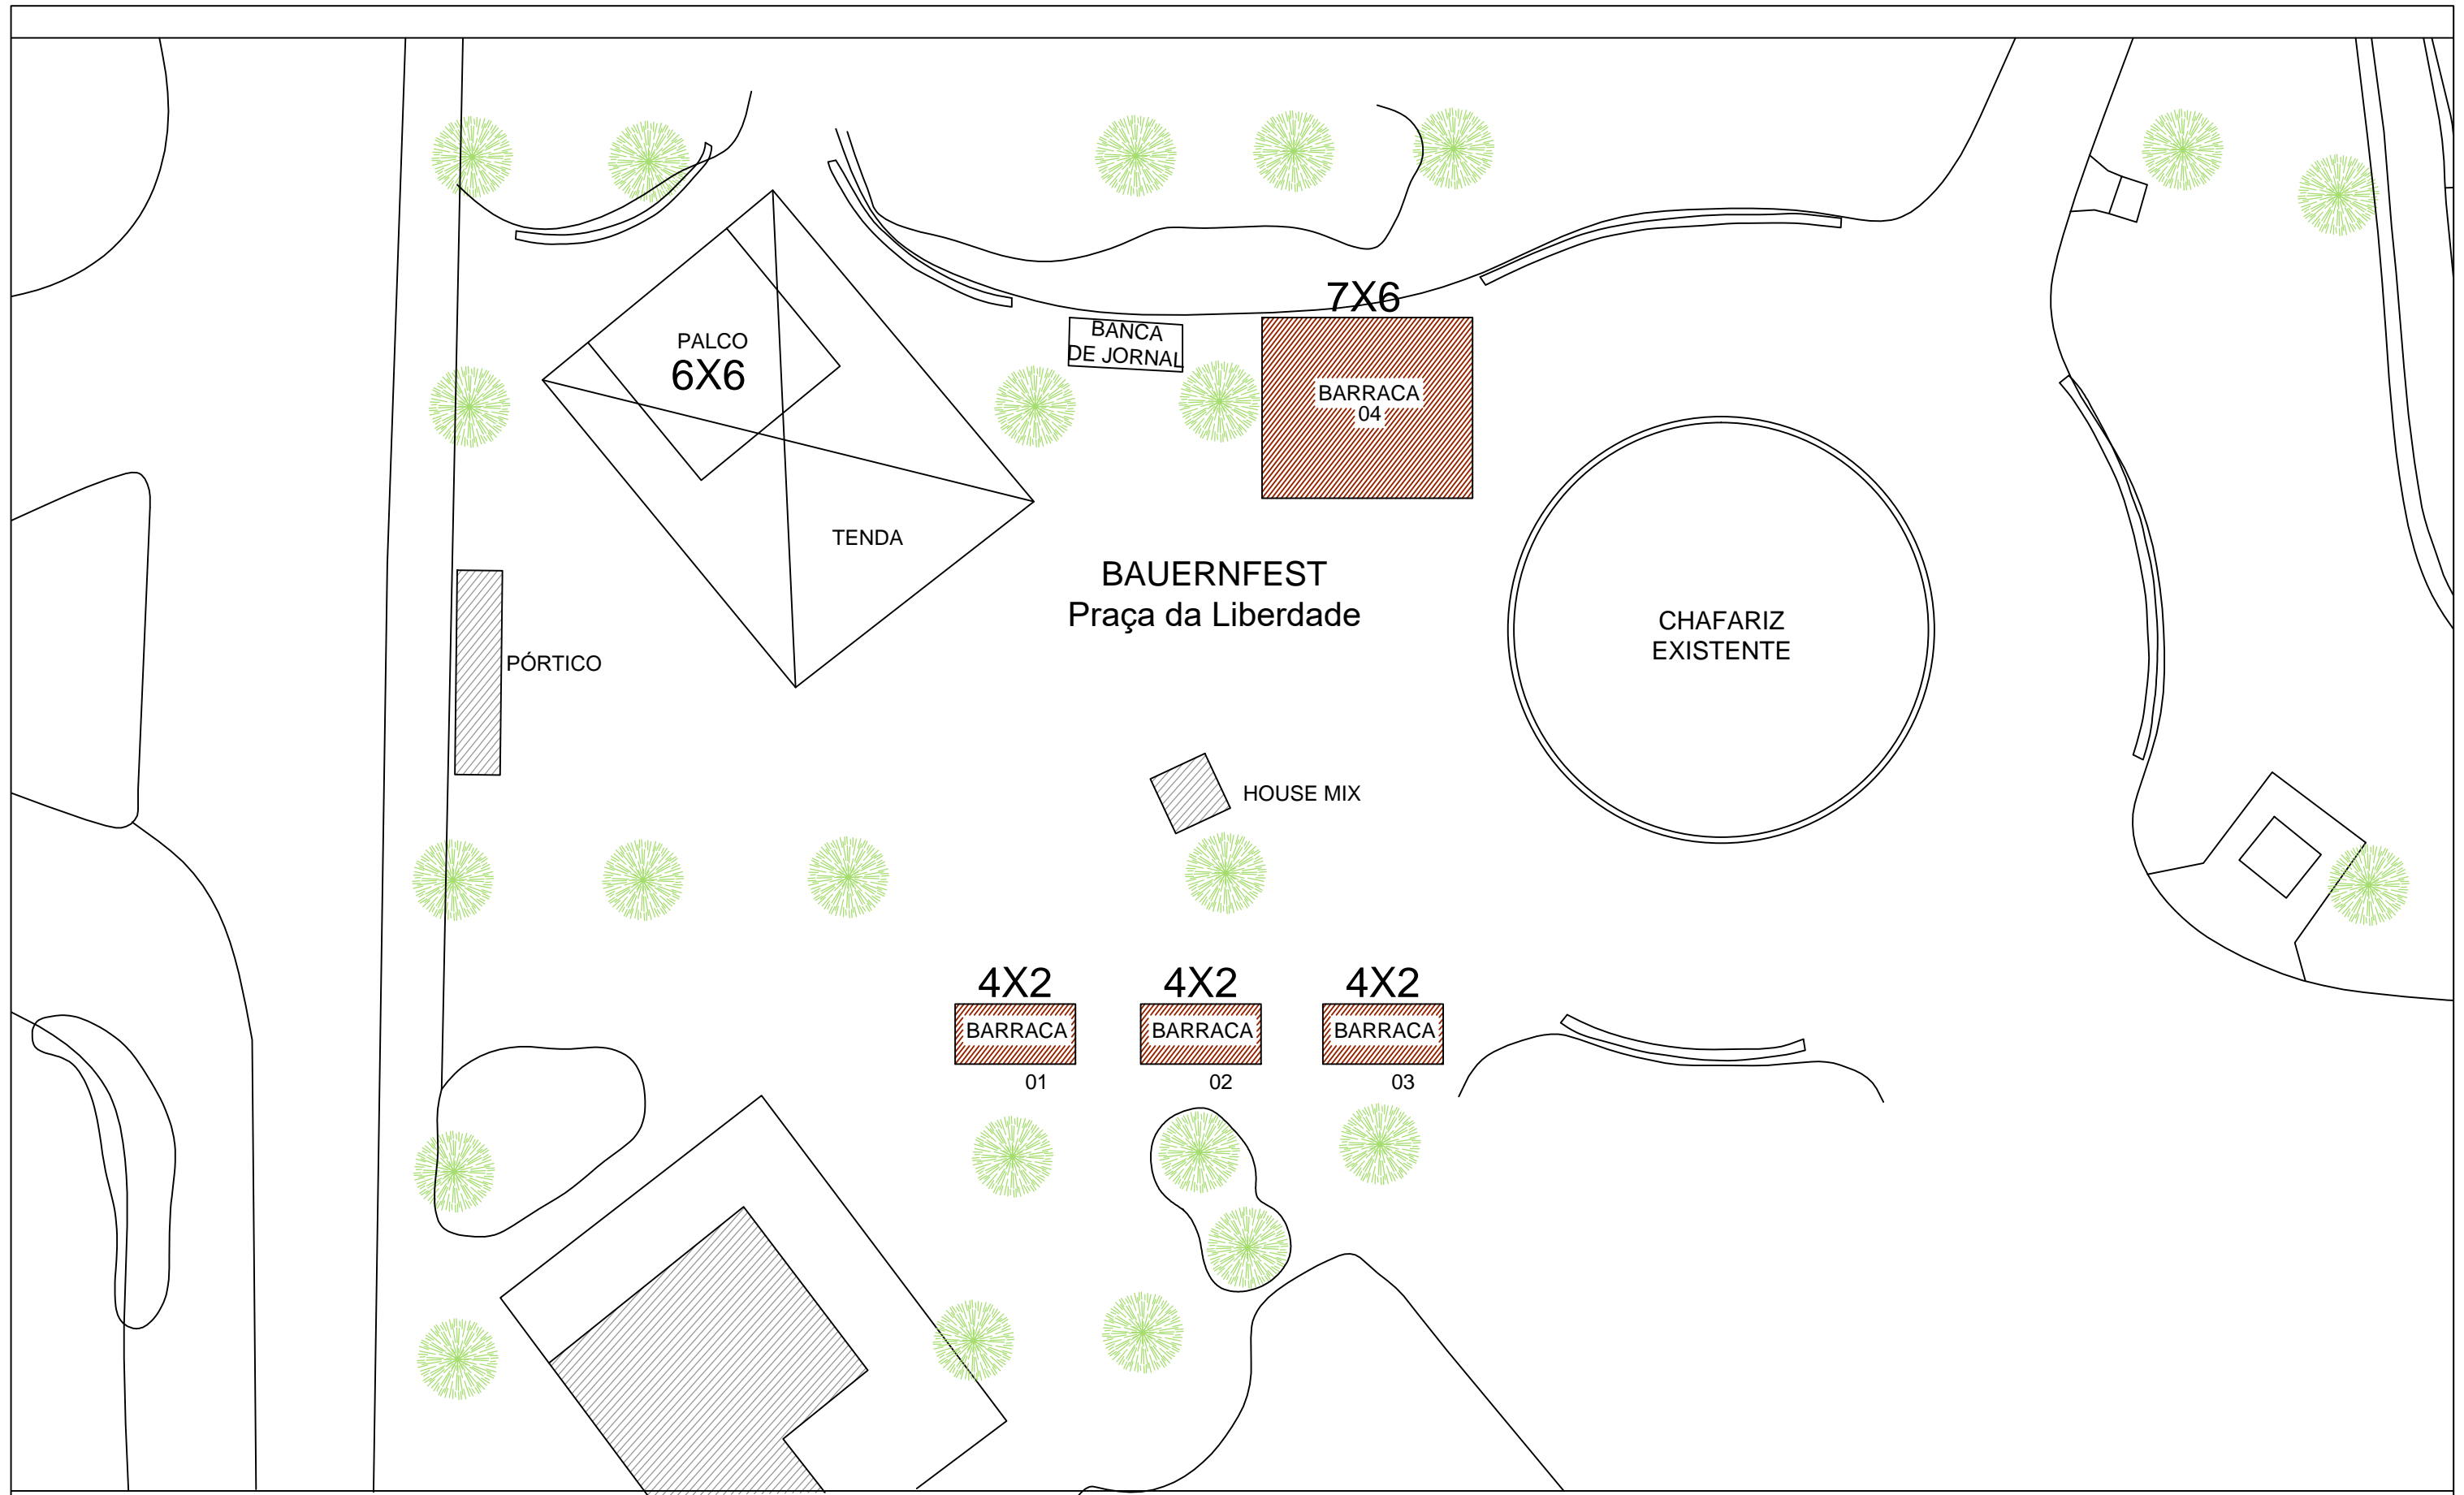 7X6
BANCA
DE JORNAL
PALCO
6X6
BARRACA
04
TENDA
BAUERNFEST
Praça da Liberdade
CHAFARIZ
EXISTENTE
PÓRTICO
HOUSE MIX
4X2
4X2
4X2
BARRACA
BARRACA
BARRACA
01
02
03